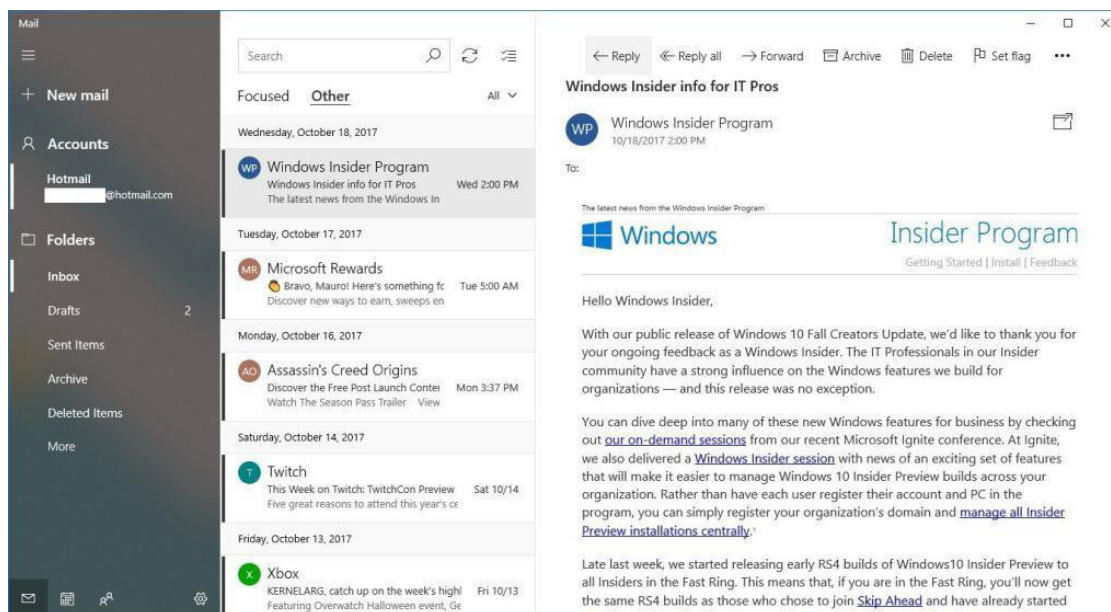 Mail
New mail
Accounts
Hotmail
@hotmail.com
Folders
Inbox
Drafts 2
Sent Items
Archive
Deleted Items
More
Search
Focused Other All
Wednesday, October 18, 2017
WP Windows Insider Program
Windows Insider info for IT Pros Wed 2:00 PM
The latest news from the Windows In
Tuesday, October 17, 2017
MR Microsoft Rewards
Bravo, Mauro! Here's something fc Tue 5:00 AM
Discover new ways to earn, sweeps en
Monday, October 16, 2017
AO Assassin's Creed Origins
Discover the Free Post Launch Conter Mon 3:37 PM
Watch The Season Pass Trailer View
Saturday, October 14, 2017
T Twitch
This Week on Twitch: TwitchCon Preview Sat 10/14
Five great reasons to attend this year's ce
Friday, October 13, 2017
X Xbox
KERNELARG, catch up on the week's highl Fri 10/13
Featuring Overwatch Halloween event, Ge
Reply Reply all Forward Archive Delete Set flag
Windows Insider info for IT Pros
WP Windows Insider Program
10/18/2017 2:00 PM
To:
The latest news from the Windows Insider Program
Windows Insider Program
Getting Started | Install | Feedback
Hello Windows Insider,
With our public release of Windows 10 Fall Creators Update, we'd like to thank you for
your ongoing feedback as a Windows Insider. The IT Professionals in our Insider
community have a strong influence on the Windows features we build for
organizations — and this release was no exception.
You can dive deep into many of these new Windows features for business by checking
out our on-demand sessions from our recent Microsoft Ignite conference. At Ignite,
we also delivered a Windows Insider session with news of an exciting set of features
that will make it easier to manage Windows 10 Insider Preview builds across your
organization. Rather than have each user register their account and PC in the
program, you can simply register your organization's domain and manage all Insider
Preview installations centrally.¹
Late last week, we started releasing early RS4 builds of Windows10 Insider Preview to
all Insiders in the Fast Ring. This means that, if you are in the Fast Ring, you'll now get
the same RS4 builds as those who chose to join Skip Ahead and have already started